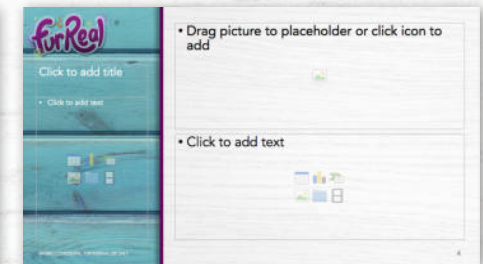 furReal
Click to add title
• Click to add text
• Drag picture to placeholder or click icon to
add
• Click to add text
4